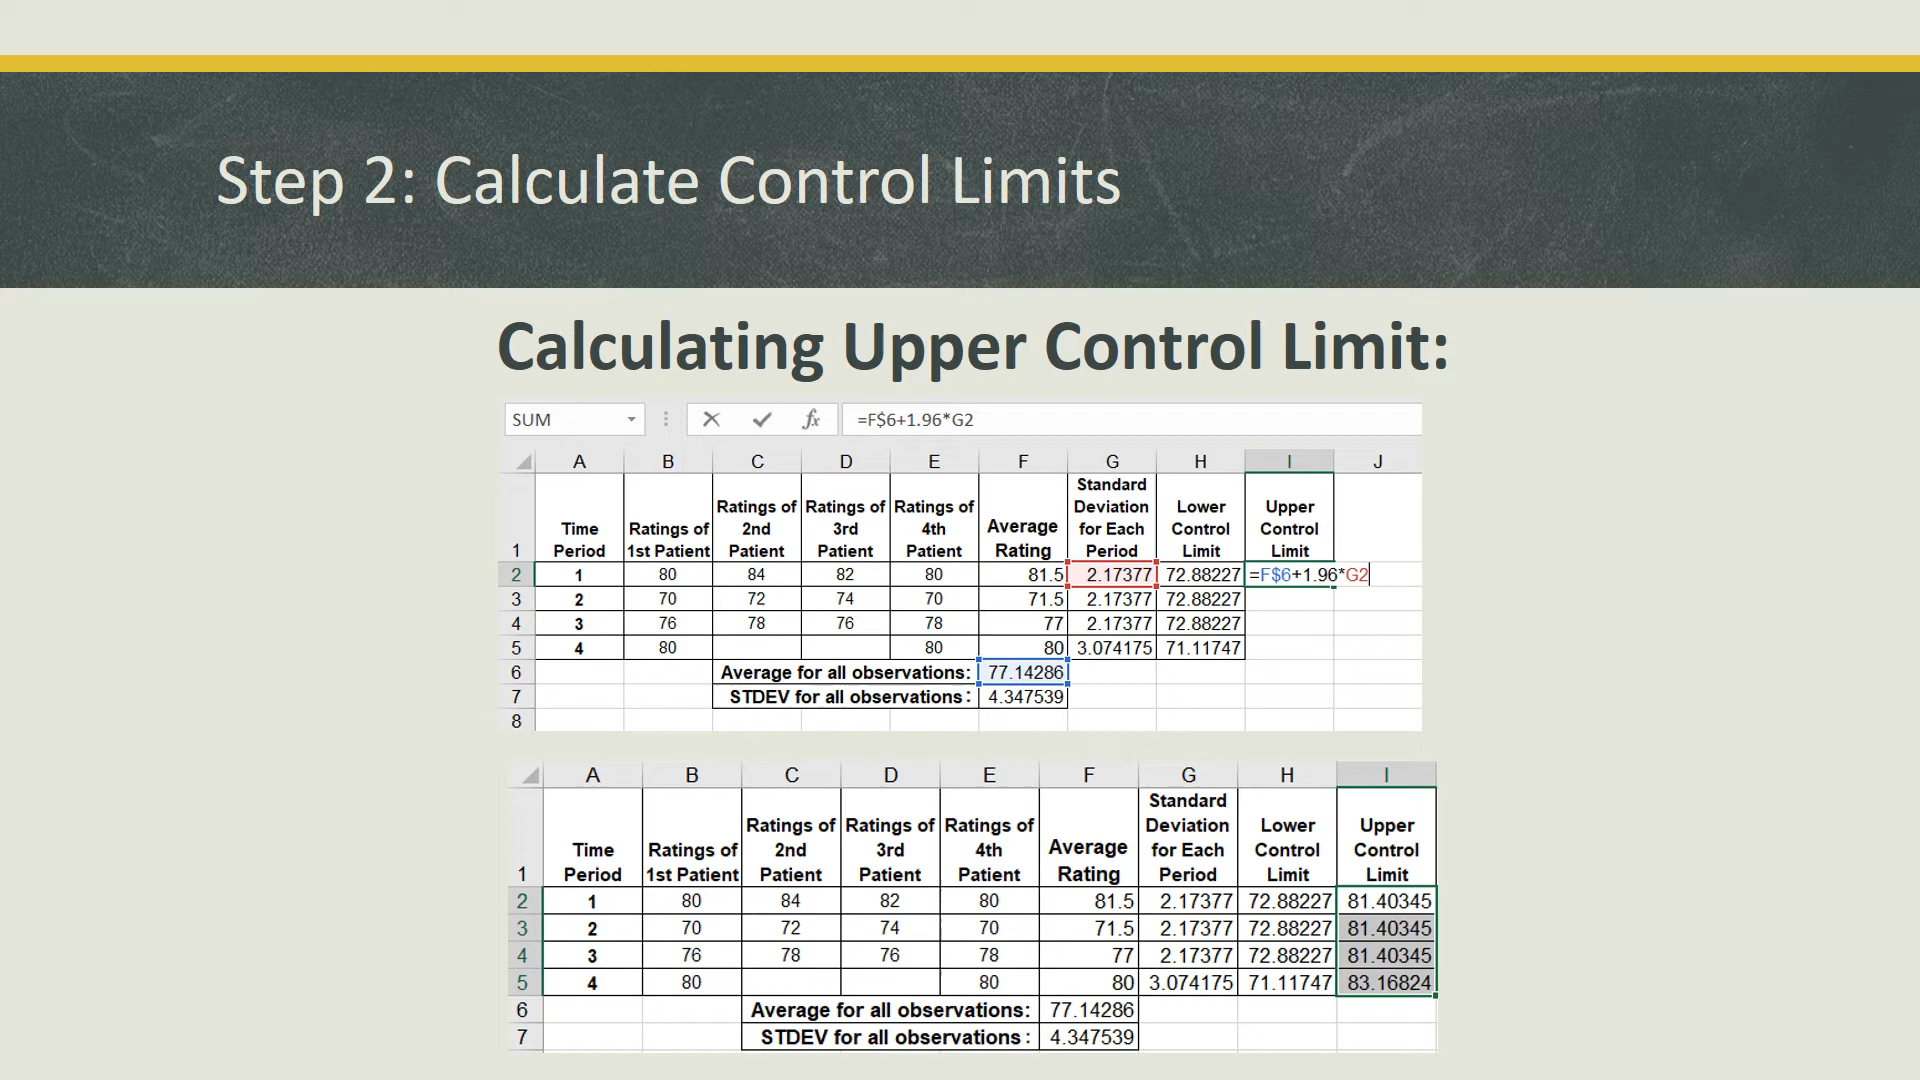 Step 2: Calculate Control Limits
Calculating Upper Control Limit:
SUM fx =F$6+1.96*G2
A B C D E F G H I J
1 Time Period Ratings of 1st Patient Ratings of 2nd Patient Ratings of 3rd Patient Ratings of 4th Patient Average Rating Standard Deviation for Each Period Lower Control Limit Upper Control Limit
2 1 80 84 82 80 81.5 2.17377 72.88227 =F$6+1.96*G2
3 2 70 72 74 70 71.5 2.17377 72.88227
4 3 76 78 76 78 77 2.17377 72.88227
5 4 80 80 80 3.074175 71.11747
6 Average for all observations: 77.14286
7 STDEV for all observations: 4.347539
8
A B C D E F G H I
1 Time Period Ratings of 1st Patient Ratings of 2nd Patient Ratings of 3rd Patient Ratings of 4th Patient Average Rating Standard Deviation for Each Period Lower Control Limit Upper Control Limit
2 1 80 84 82 80 81.5 2.17377 72.88227 81.40345
3 2 70 72 74 70 71.5 2.17377 72.88227 81.40345
4 3 76 78 76 78 77 2.17377 72.88227 81.40345
5 4 80 80 80 3.074175 71.11747 83.16824
6 Average for all observations: 77.14286
7 STDEV for all observations: 4.347539